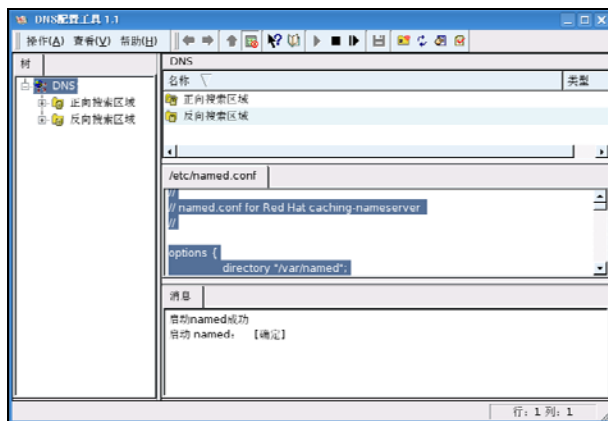 DNS配置工具 1.1
操作(A) 查看(V) 帮助(H)
树
DNS
正向搜索区域
反向搜索区域
DNS
名称 类型
正向搜索区域
反向搜索区域
/etc/named.conf
//
// named.conf for Red Hat caching-nameserver
//
options {
directory "/var/named";
消息
启动named成功
启动 named： [确定]
行：1 列：1